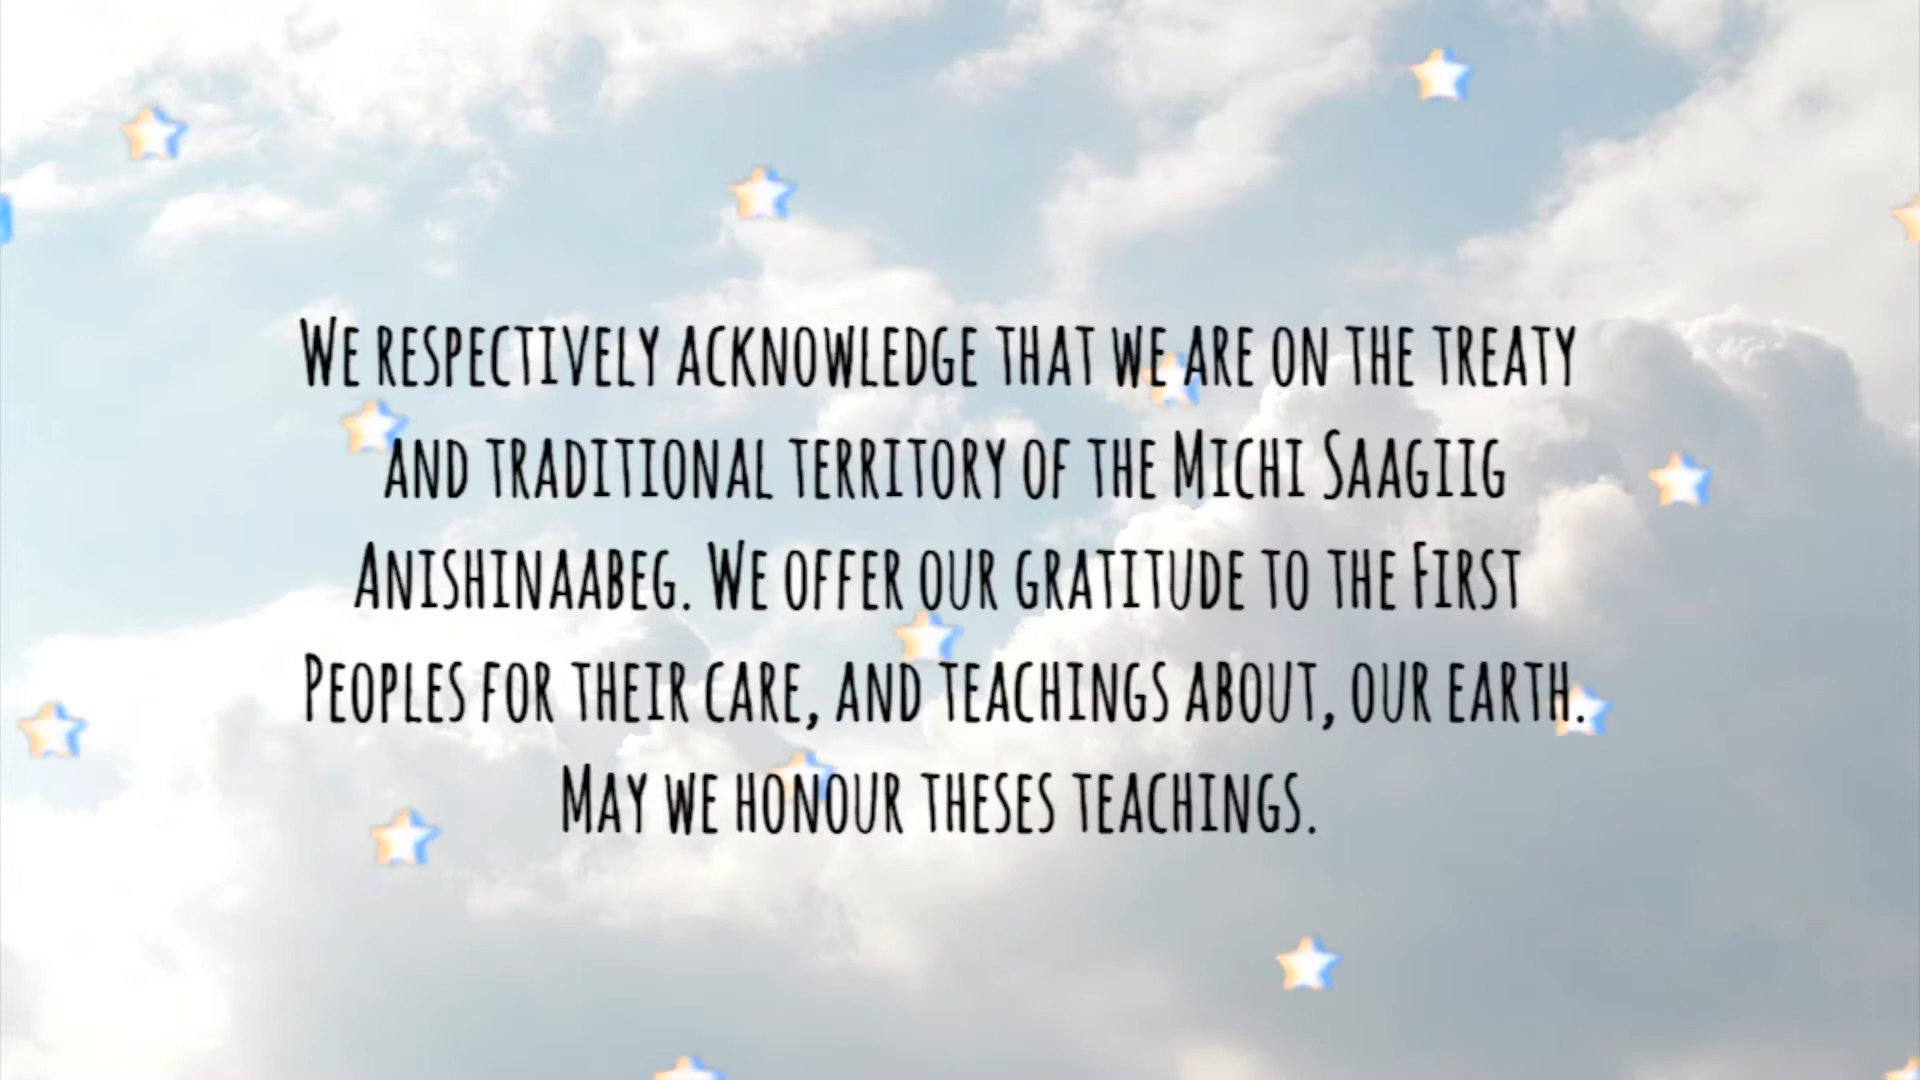 We respectively acknowledge that we are on the treaty
and traditional territory of the Michi Saagiig
Anishinaabeg. We offer our gratitude to the First
Peoples for their care, and teachings about, our earth.
May we honour theses teachings.